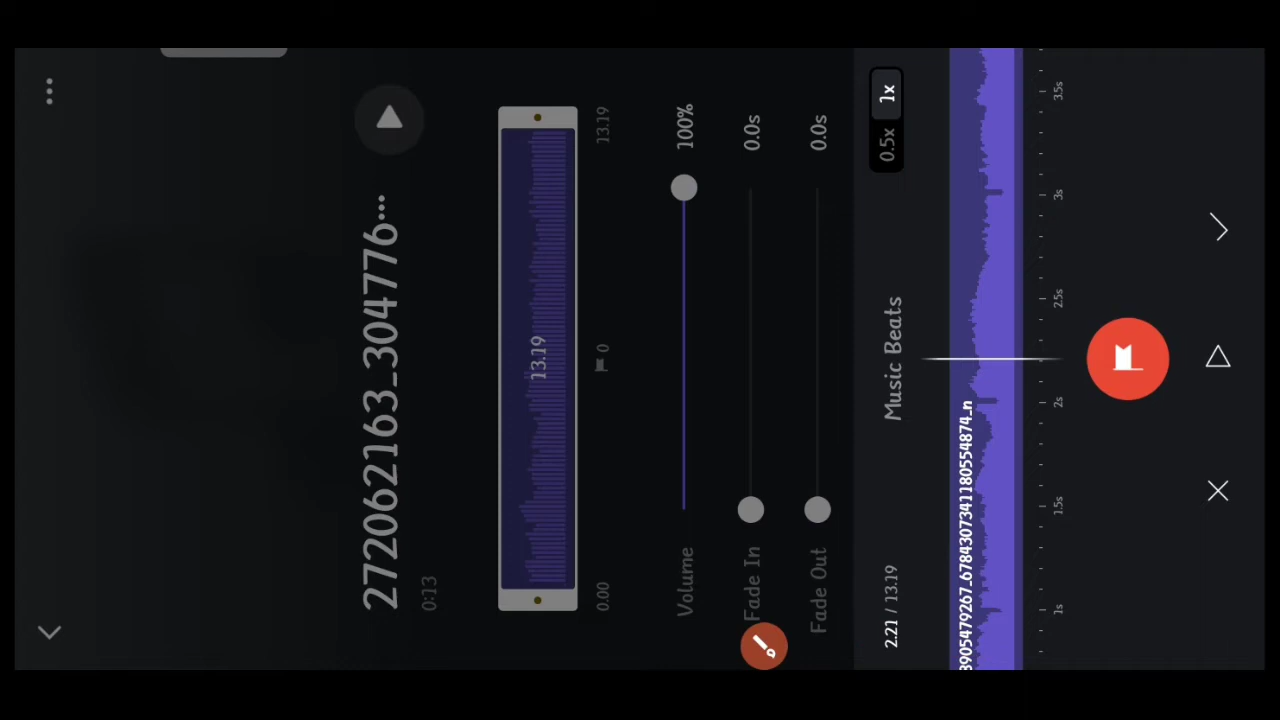 272062163_304776...
0:13
13.19
0.00
0
13.19
Volume
100%
Fade In
0.0s
Fade Out
0.0s
2.21 / 13.19
Music Beats
0.5x
1x
8905479267_6784307341180554874_n
1s
1.5s
2s
2.5s
3s
3.5s